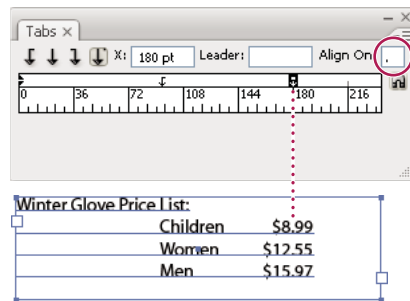 Tabs ×
X: 180 pt Leader: Align On: .
0 36 72 108 144 180 216
Winter Glove Price List:
Children $8.99
Women $12.55
Men $15.97